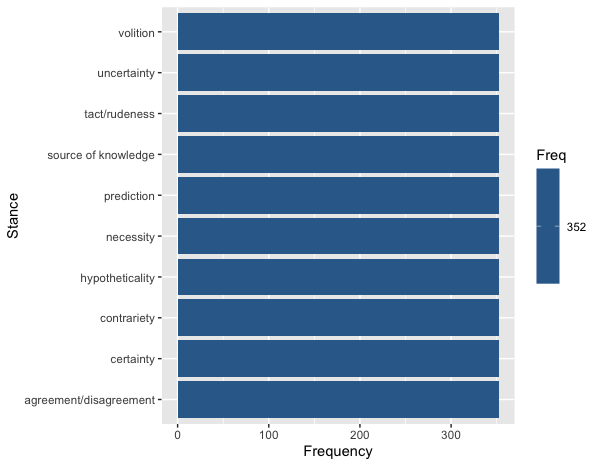 volition
uncertainty
tact/rudeness
source of knowledge
prediction
necessity
hypotheticality
contrariety
certainty
agreement/disagreement
Stance
0 100 200 300
Frequency
Freq
352